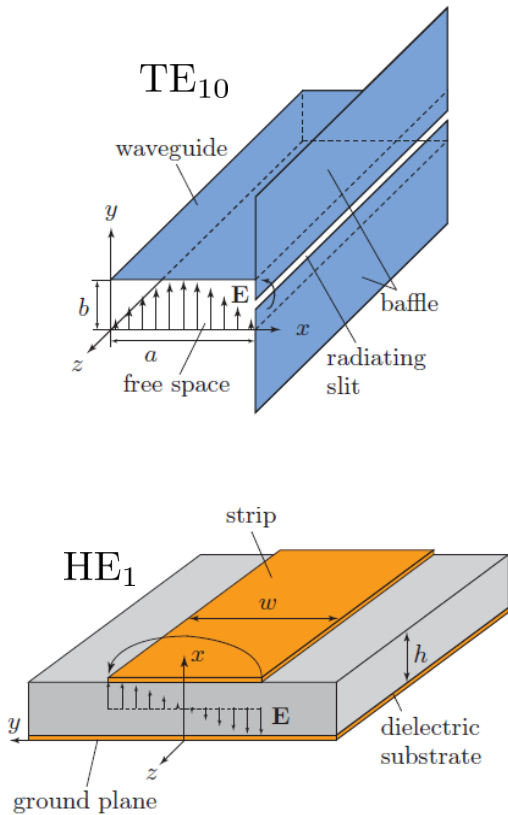 TE₁₀
waveguide
y
b
E
x
z
a
free space
baffle
radiating
slit
strip
HE₁
w
x
h
y
E
z
dielectric
substrate
ground plane